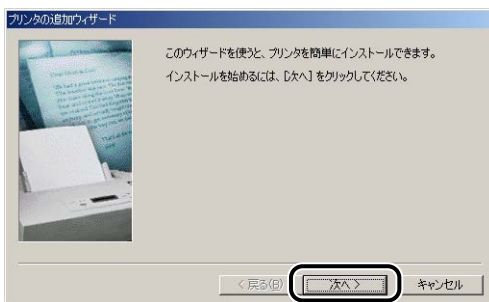 プリンタの追加ウィザード
このウィザードを使うと、プリンタを簡単にインストールできます。
インストールを始めるには、[次へ] をクリックしてください。
< 戻る(B)
次へ >
キャンセル